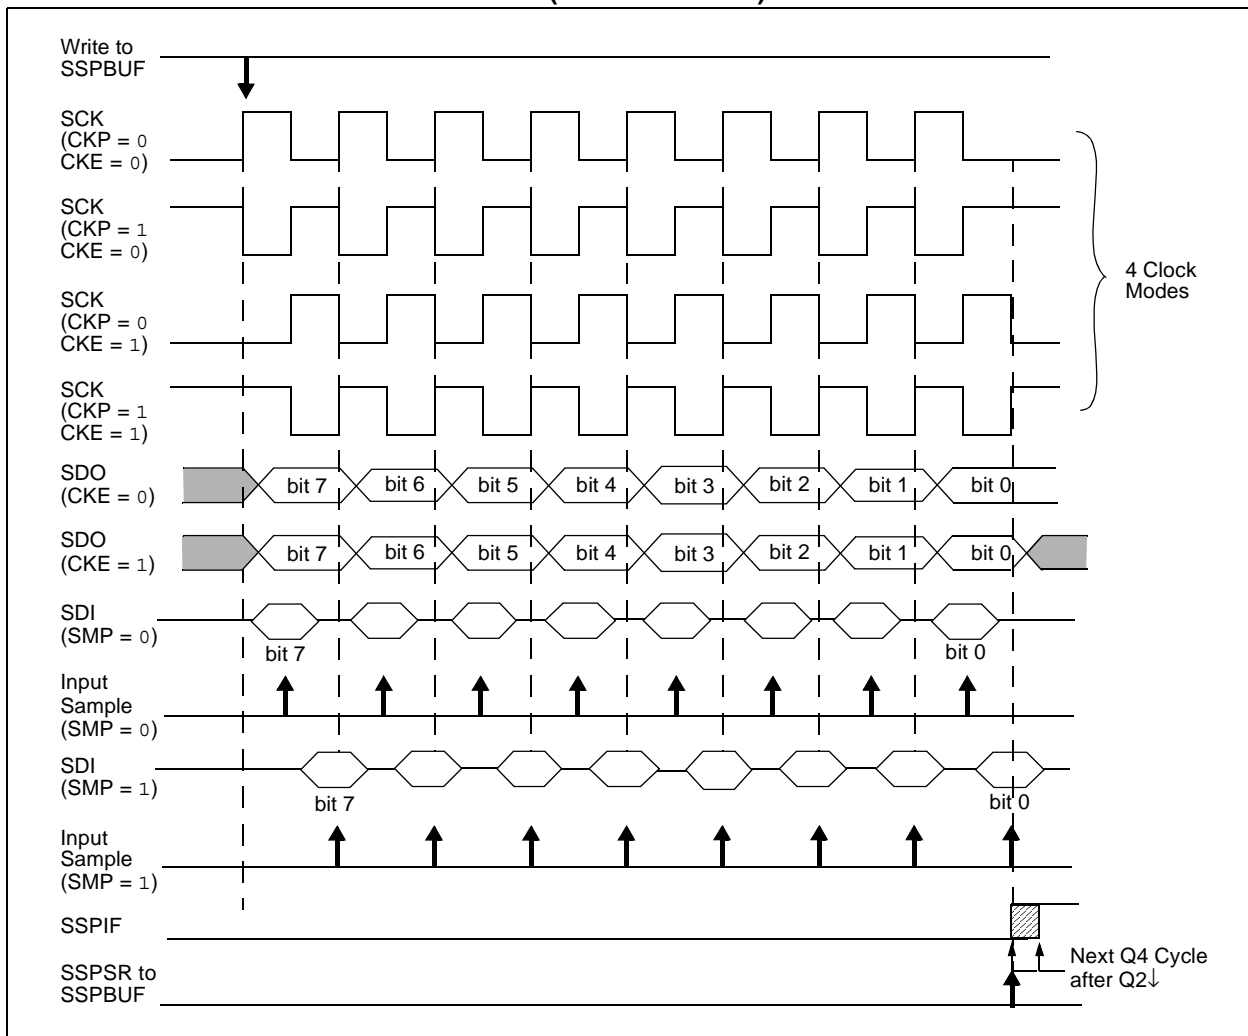 Write to
SSPBUF
SCK
(CKP = 0
CKE = 0)
SCK
(CKP = 1
CKE = 0)
4 Clock
Modes
SCK
(CKP = 0
CKE = 1)
SCK
(CKP = 1
CKE = 1)
SDO
(CKE = 0)
bit 7 bit 6 bit 5 bit 4 bit 3 bit 2 bit 1 bit 0
SDO
(CKE = 1)
bit 7 bit 6 bit 5 bit 4 bit 3 bit 2 bit 1 bit 0
SDI
(SMP = 0)
bit 7 bit 0
Input
Sample
(SMP = 0)
SDI
(SMP = 1)
bit 7 bit 0
Input
Sample
(SMP = 1)
SSPIF
SSPSR to
SSPBUF
Next Q4 Cycle
after Q2↓